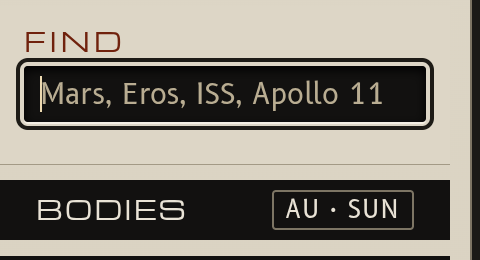 FIND
Mars, Eros, ISS, Apollo 11
BODIES
AU · SUN